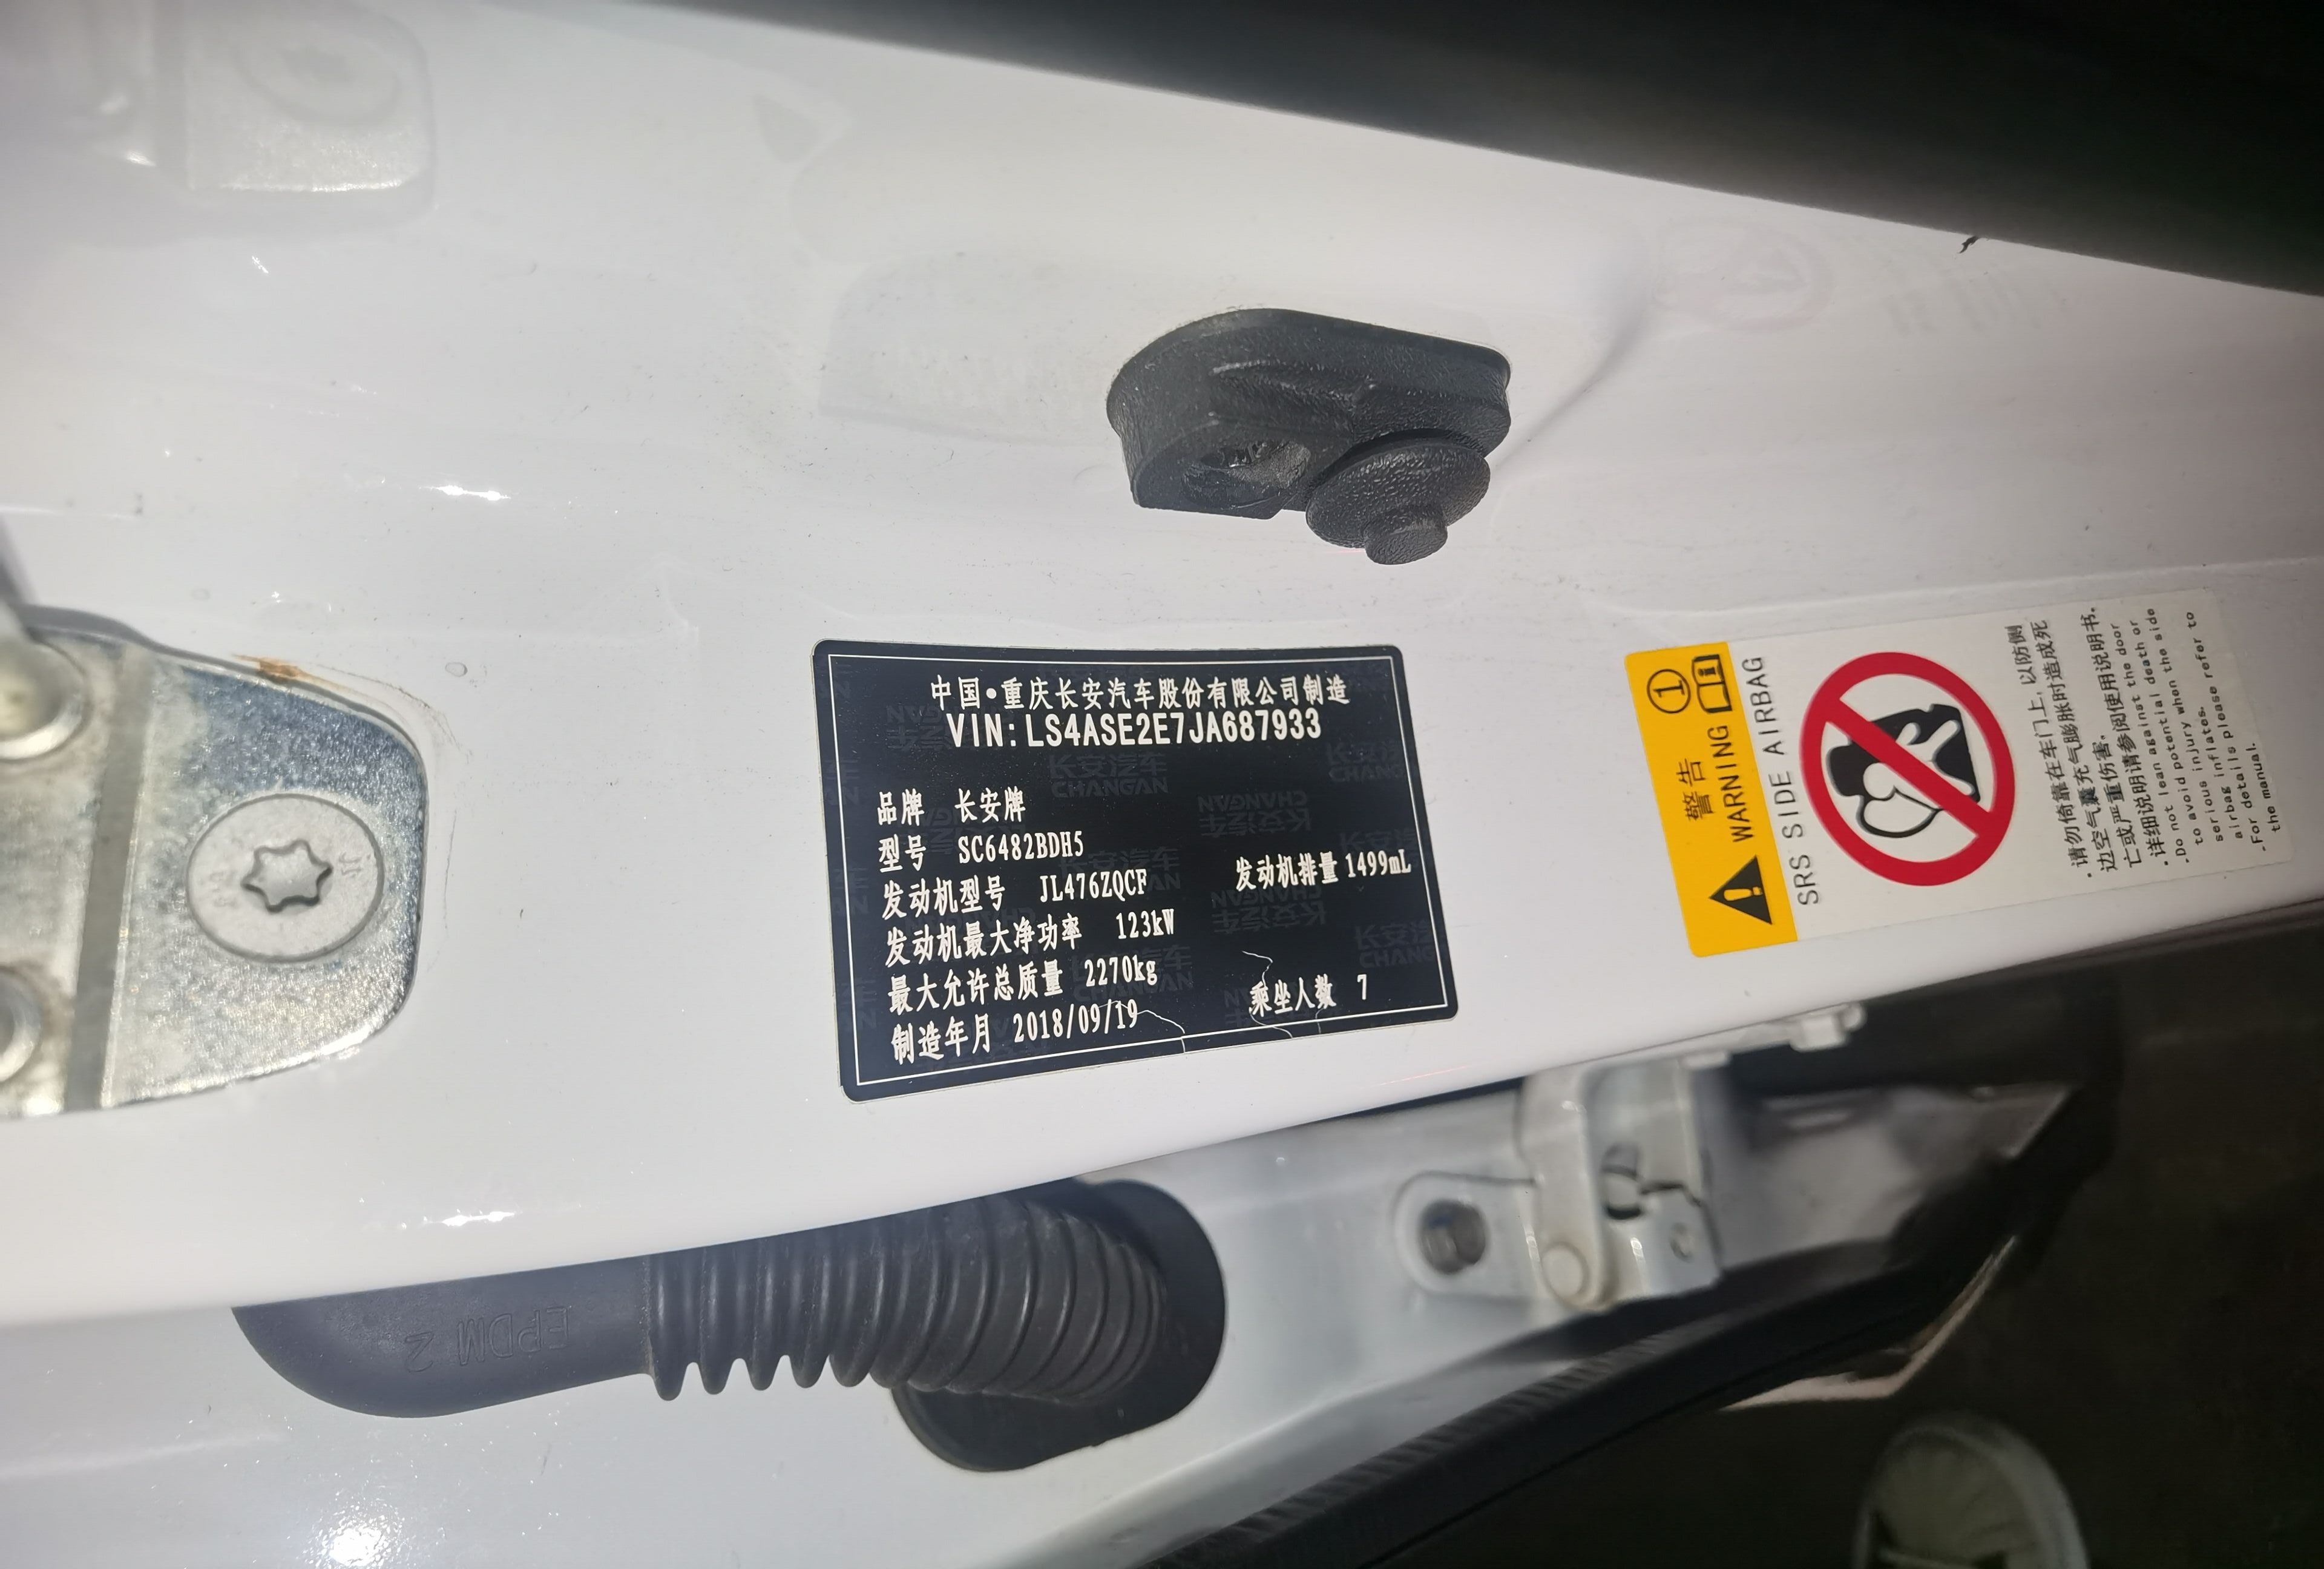 中国•重庆长安汽车股份有限公司制造
VIN:LS4ASE2E7JA687933
品牌 长安牌
型号 SC6482BDH5
发动机型号 JL476ZQCF 发动机排量 1499mL
发动机最大净功率 123kW
最大允许总质量 2270kg 乘坐人数 7
制造年月 2018/09/19
长安汽车
CHANGAN
警告
WARNING
1
SRS SIDE AIRBAG
·请勿倚靠在车门上,以防侧
边空气囊充气膨胀时造成死
亡或严重伤害。
·详细说明请参阅使用说明书.
·Do not lean against the door
to avoid potential death or
serious injury when the side
airbag inflates.
·For details please refer to
the manual.
EPDM 2